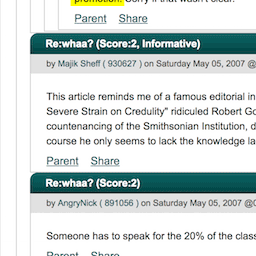 promotion. Sorry if that wasn't clear.
Parent Share
Re:whaa? (Score:2, Informative)
by Majik Sheff ( 930627 ) on Saturday May 05, 2007 @
This article reminds me of a famous editorial in
Severe Strain on Credulity" ridiculed Robert Go
countenancing of the Smithsonian Institution, d
course he only seems to lack the knowledge la
Parent Share
Re:whaa? (Score:2)
by AngryNick ( 891056 ) on Saturday May 05, 2007 @0
Someone has to speak for the 20% of the class
Parent Share